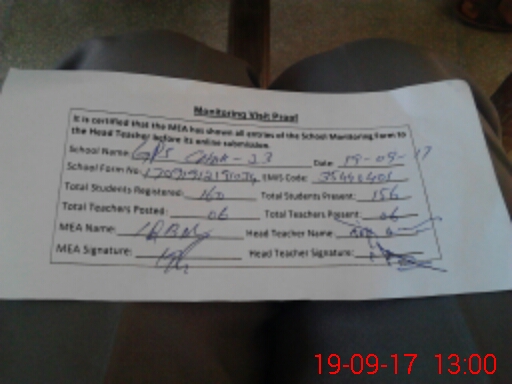 Monitoring Visit Proof
It is certified that the MEA has shown all entries of the School Monitoring Form to
the Head Teacher before its online submission.
School Name: GPS Chak-23 Date: 19-09-17
School Form No: EMIS Code:
Total Students Registered: 160 Total Students Present: 156
Total Teachers Posted: 06 Total Teachers Present: 06
MEA Name: Head Teacher Name:
MEA Signature: Head Teacher Signature:
19-09-17 13:00